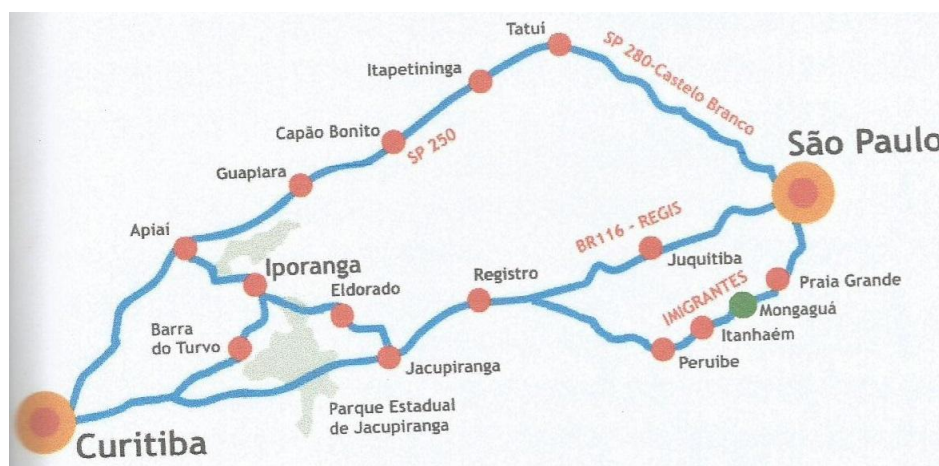 Tatuí
SP 280-Castelo Branco
Itapetininga
Capão Bonito
SP 250
São Paulo
Guapiara
Apiaí
BR116 - REGIS
Juquitiba
Iporanga
Registro
Eldorado
IMIGRANTES
Praia Grande
Mongaguá
Itanhaém
Barra
do Turvo
Peruibe
Jacupiranga
Parque Estadual
de Jacupiranga
Curitiba